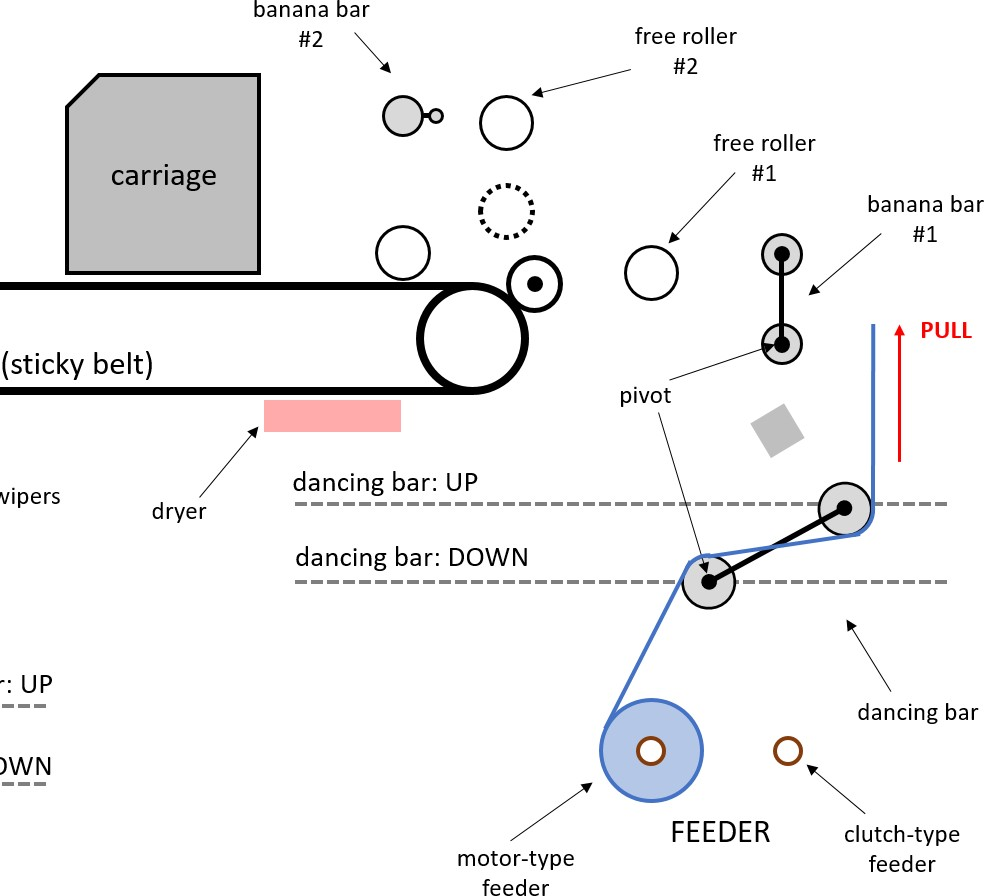 banana bar
#2
free roller
#2
free roller
#1
carriage
banana bar
#1
PULL
(sticky belt)
pivot
dancing bar: UP
wipers
dryer
dancing bar: DOWN
r: UP
dancing bar
OWN
FEEDER
clutch-type
feeder
motor-type
feeder